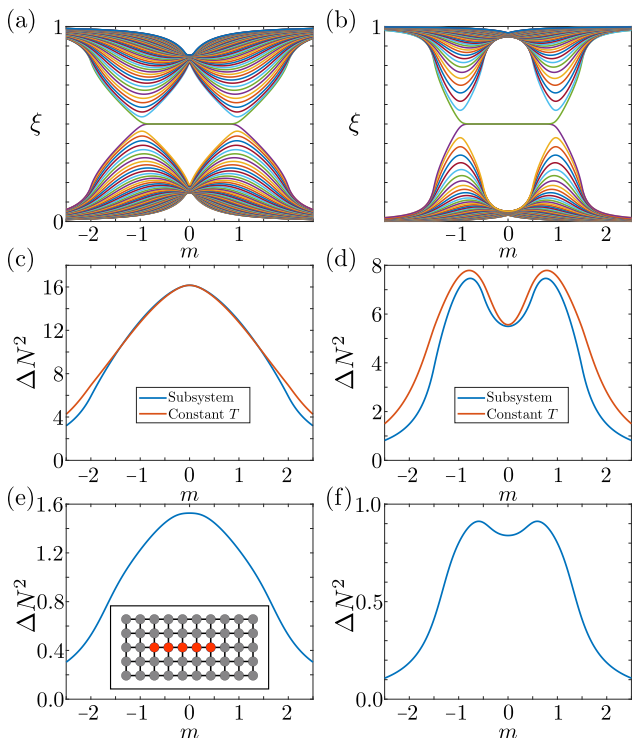 (a) (b)
1 1
ξ ξ
0 0
−2 −1 0 1 2 −2 −1 0 1 2
m m
(c) (d)
16 8
12 6
ΔN² ΔN²
8 4
4 2
0 0
Subsystem Subsystem
Constant T Constant T
−2 −1 0 1 2 −2 −1 0 1 2
m m
(e) (f)
1.6 1.0
1.2
ΔN² ΔN²
0.8 0.5
0.4
0.0 0.0
−2 −1 0 1 2 −2 −1 0 1 2
m m